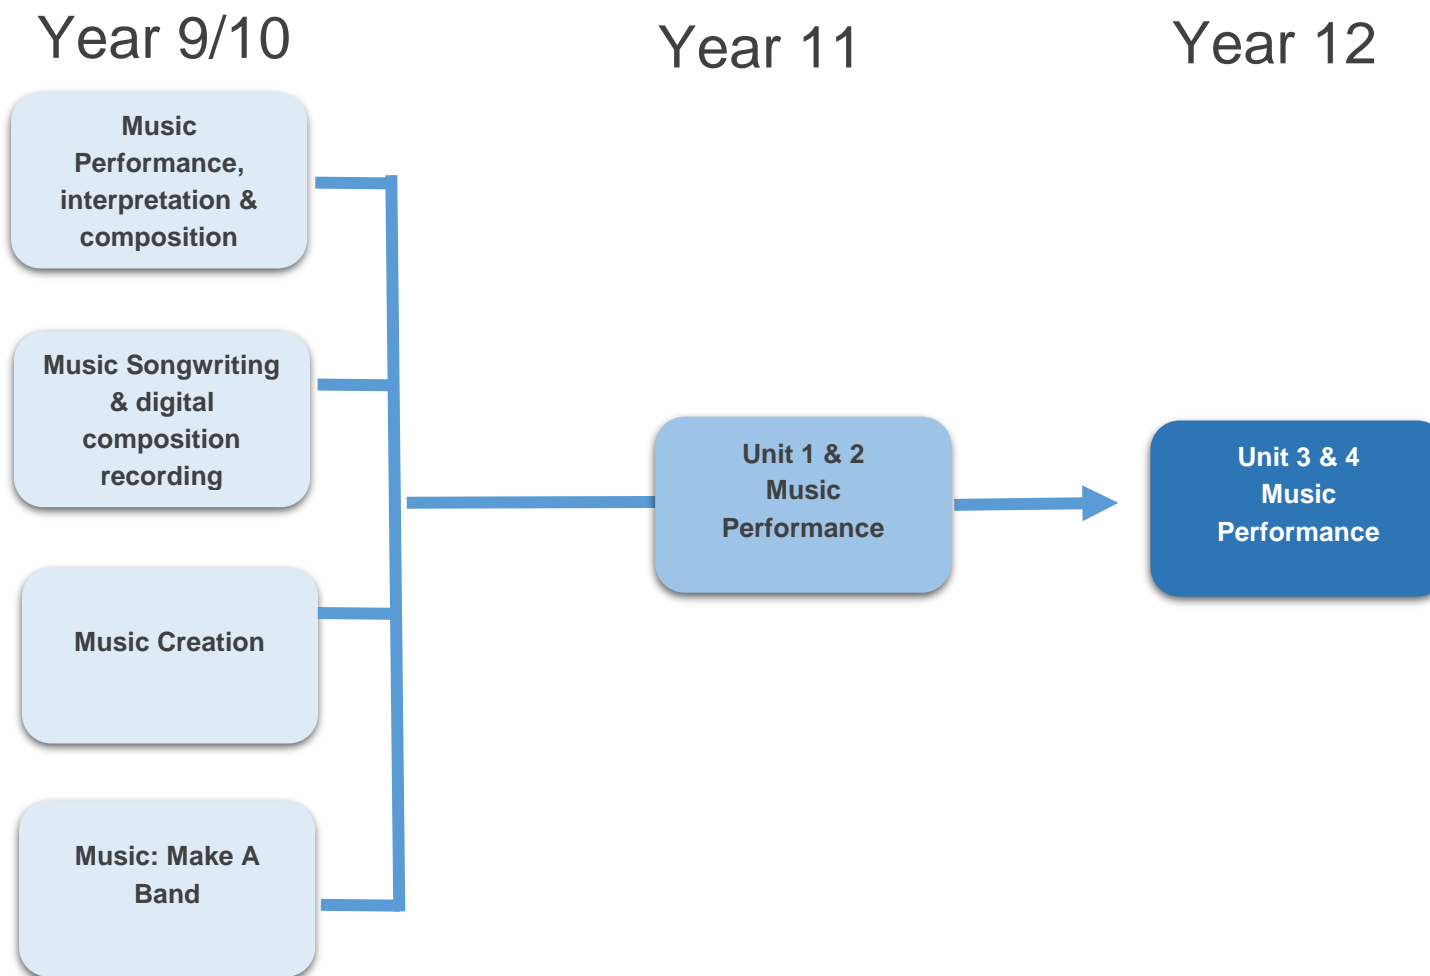 Year 9/10
Year 11
Year 12
Music
Performance,
interpretation &
composition
Music Songwriting
& digital
composition
recording
Music Creation
Music: Make A
Band
Unit 1 & 2
Music
Performance
Unit 3 & 4
Music
Performance